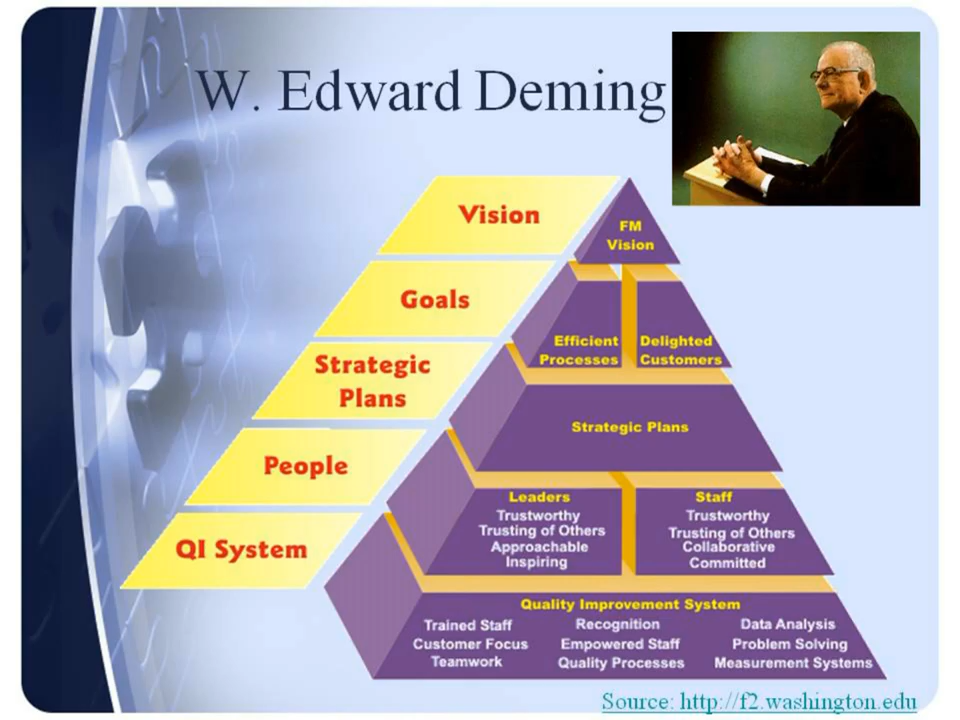 W. Edward Deming
Vision
Goals
Strategic
Plans
People
QI System
FM
Vision
Efficient
Processes
Delighted
Customers
Strategic Plans
Leaders
Trustworthy
Trusting of Others
Approachable
Inspiring
Staff
Trustworthy
Trusting of Others
Collaborative
Committed
Quality Improvement System
Trained Staff
Customer Focus
Teamwork
Recognition
Empowered Staff
Quality Processes
Data Analysis
Problem Solving
Measurement Systems
Source: http://f2.washington.edu